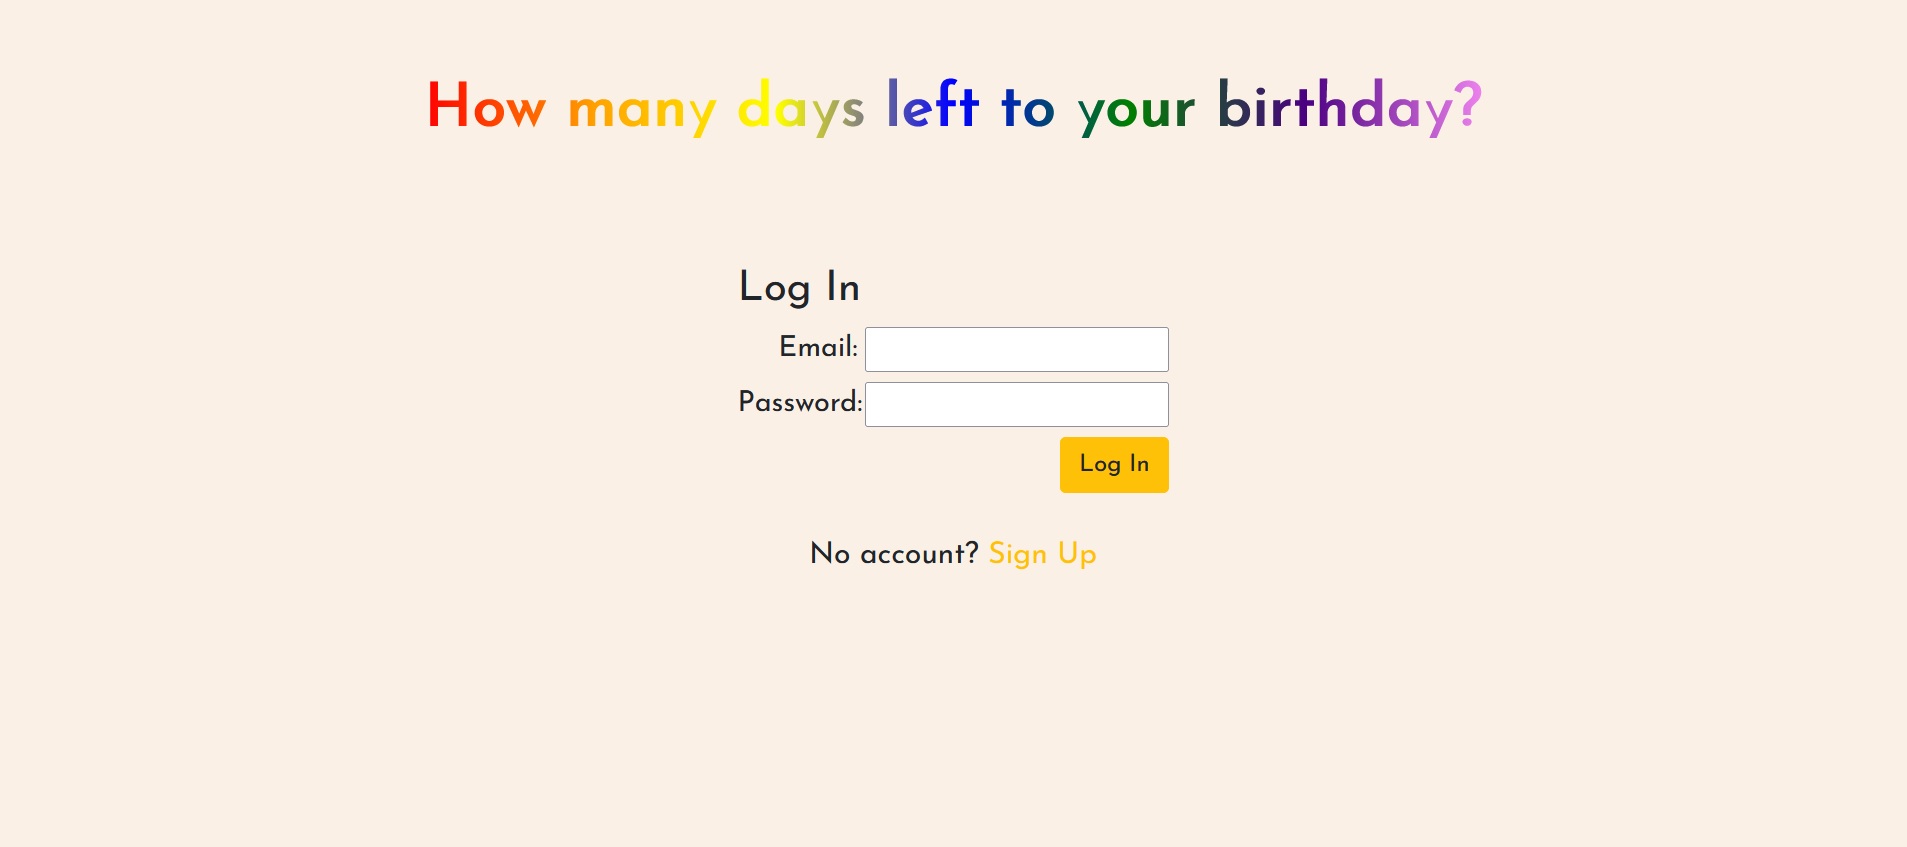 How many days left to your birthday?
Log In
Email:
Password:
Log In
No account? Sign Up